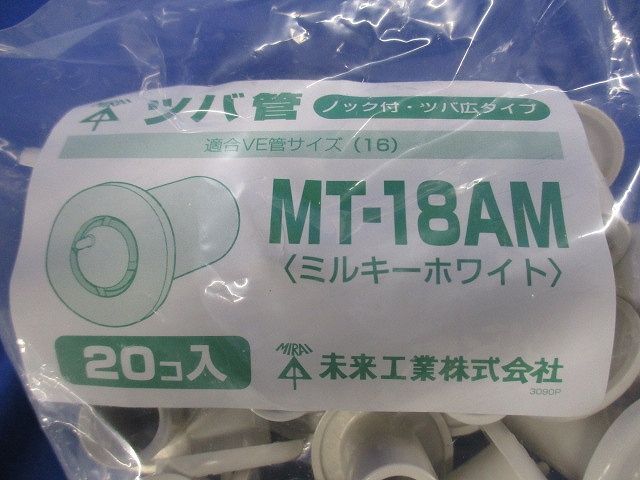 MIRAI
ツバ管
ノック付・ツバ広タイプ
適合VE管サイズ（16）
MT-18AM
〈ミルキーホワイト〉
20コ入
MIRAI
未来工業株式会社
3090P